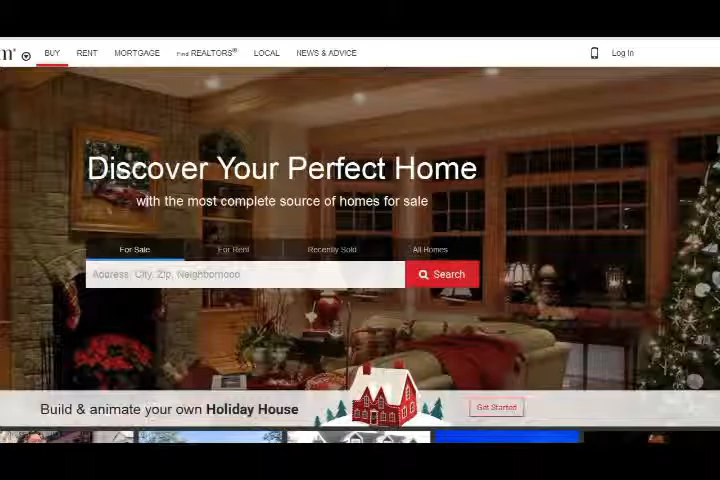 m®
BUY RENT MORTGAGE Find REALTORS® LOCAL NEWS & ADVICE Log In
Discover Your Perfect Home
with the most complete source of homes for sale
For Sale For Rent Recently Sold All Homes
Address, City, Zip, Neighborhood Search
Build & animate your own Holiday House Get Started